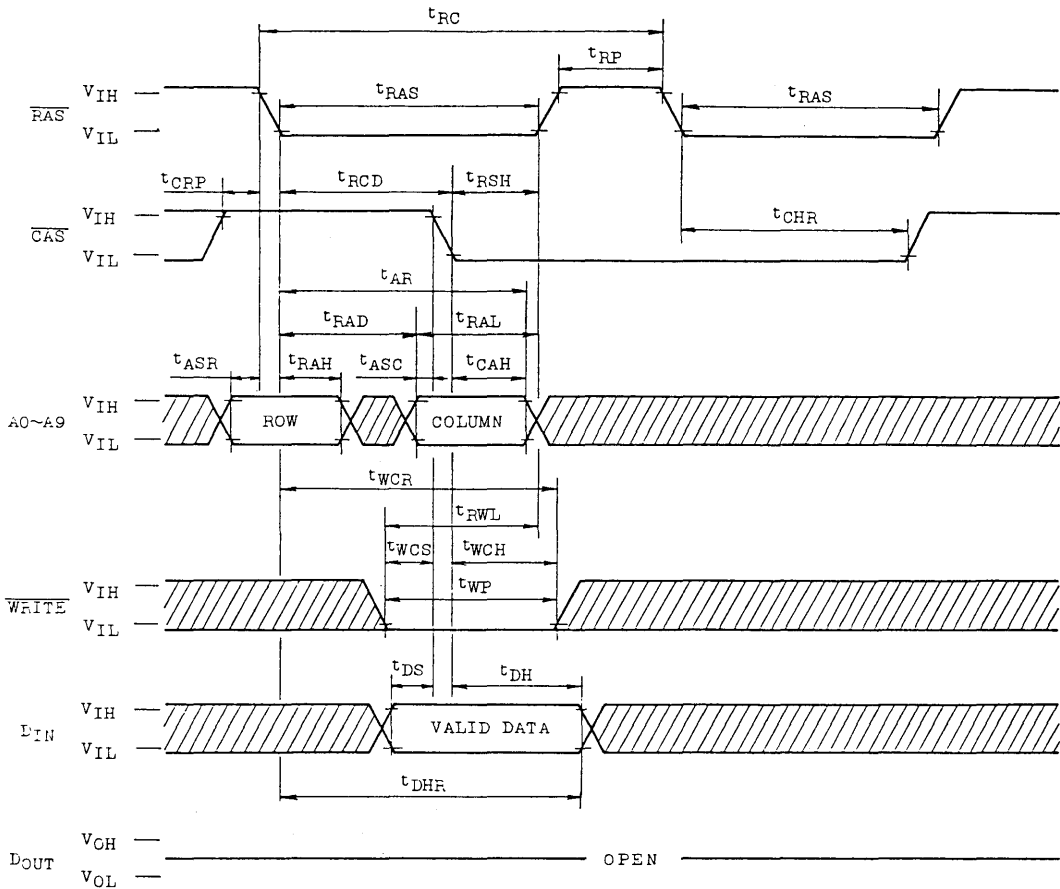 tRC
tRP
tRAS
tRAS
VIH
RAS
VIL
tCRP
tRCD
tRSH
VIH
CAS
VIL
tCHR
tAR
tRAD
tRAL
tASR
tRAH
tASC
tCAH
VIH
A0~A9
VIL
ROW
COLUMN
tWCR
tRWL
tWCS
tWCH
VIH
WRITE
VIL
tWP
tDS
tDH
VIH
DIN
VIL
VALID DATA
tDHR
VOH
DOUT
VOL
OPEN